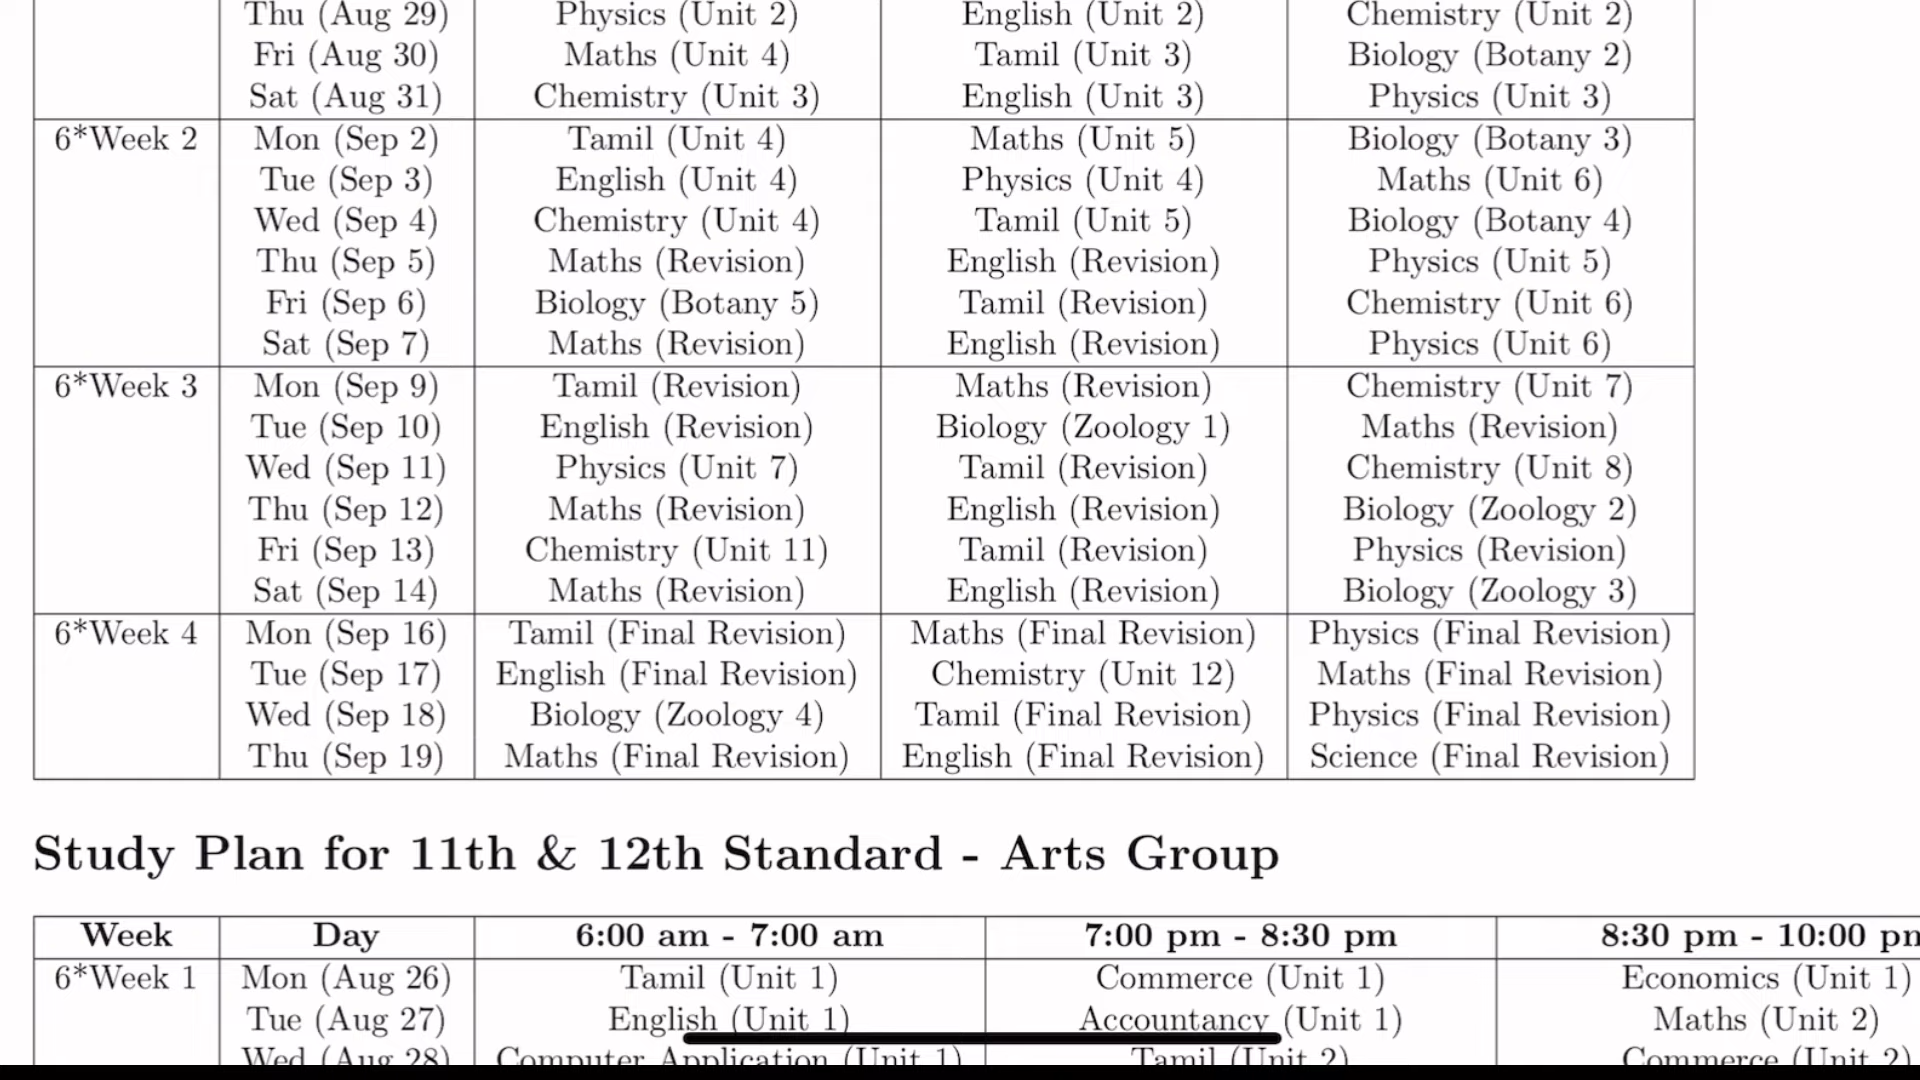 Thu (Aug 29) Physics (Unit 2) English (Unit 2) Chemistry (Unit 2)
Fri (Aug 30) Maths (Unit 4) Tamil (Unit 3) Biology (Botany 2)
Sat (Aug 31) Chemistry (Unit 3) English (Unit 3) Physics (Unit 3)
6*Week 2 Mon (Sep 2) Tamil (Unit 4) Maths (Unit 5) Biology (Botany 3)
Tue (Sep 3) English (Unit 4) Physics (Unit 4) Maths (Unit 6)
Wed (Sep 4) Chemistry (Unit 4) Tamil (Unit 5) Biology (Botany 4)
Thu (Sep 5) Maths (Revision) English (Revision) Physics (Unit 5)
Fri (Sep 6) Biology (Botany 5) Tamil (Revision) Chemistry (Unit 6)
Sat (Sep 7) Maths (Revision) English (Revision) Physics (Unit 6)
6*Week 3 Mon (Sep 9) Tamil (Revision) Maths (Revision) Chemistry (Unit 7)
Tue (Sep 10) English (Revision) Biology (Zoology 1) Maths (Revision)
Wed (Sep 11) Physics (Unit 7) Tamil (Revision) Chemistry (Unit 8)
Thu (Sep 12) Maths (Revision) English (Revision) Biology (Zoology 2)
Fri (Sep 13) Chemistry (Unit 11) Tamil (Revision) Physics (Revision)
Sat (Sep 14) Maths (Revision) English (Revision) Biology (Zoology 3)
6*Week 4 Mon (Sep 16) Tamil (Final Revision) Maths (Final Revision) Physics (Final Revision)
Tue (Sep 17) English (Final Revision) Chemistry (Unit 12) Maths (Final Revision)
Wed (Sep 18) Biology (Zoology 4) Tamil (Final Revision) Physics (Final Revision)
Thu (Sep 19) Maths (Final Revision) English (Final Revision) Science (Final Revision)
Study Plan for 11th & 12th Standard - Arts Group
Week Day 6:00 am - 7:00 am 7:00 pm - 8:30 pm 8:30 pm - 10:00 pm
6*Week 1 Mon (Aug 26) Tamil (Unit 1) Commerce (Unit 1) Economics (Unit 1)
Tue (Aug 27) English (Unit 1) Accountancy (Unit 1) Maths (Unit 2)
Wed (Aug 28) Computer Application (Unit 1) Tamil (Unit 2) Commerce (Unit 2)